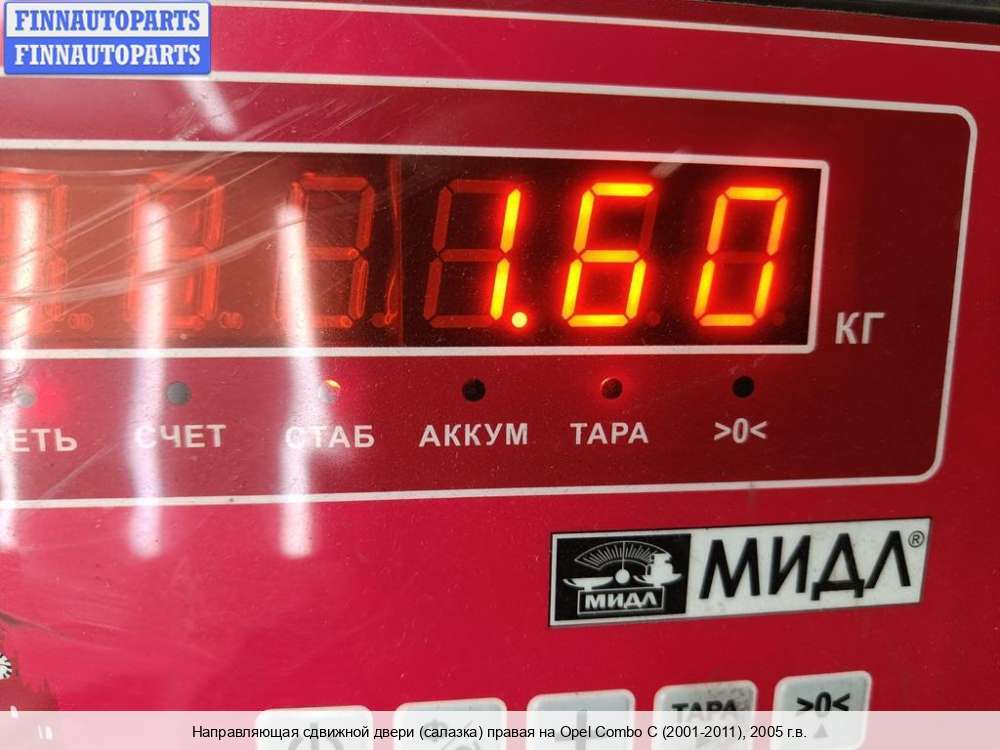 FINNAUTOPARTS
FINNAUTOPARTS
1.60
КГ
СЕТЬ СЧЕТ СТАБ АККУМ ТАРА >0<
МИДЛ МИДЛ®
ТАРА >0<
Направляющая сдвижной двери (салазка) правая на Opel Combo C (2001-2011), 2005 г.в.